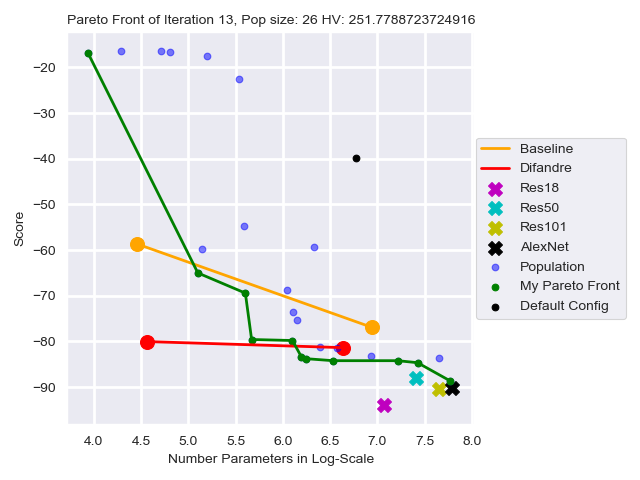 Pareto Front of Iteration 13, Pop size: 26 HV: 251.7788723724916
−20
−30
−40
−50
−60
−70
−80
−90
Score
4.0 4.5 5.0 5.5 6.0 6.5 7.0 7.5 8.0
Number Parameters in Log-Scale
Baseline
Difandre
Res18
Res50
Res101
AlexNet
Population
My Pareto Front
Default Config